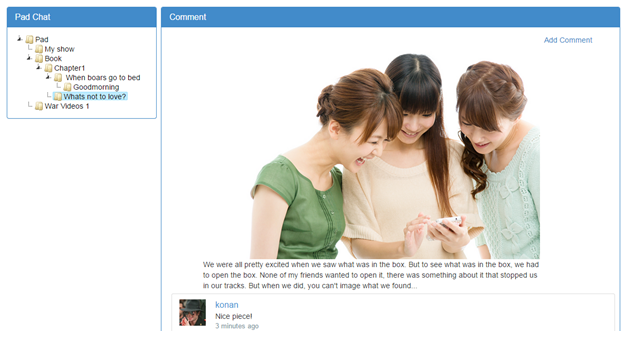 Pad Chat
Pad
My show
Book
Chapter1
When boars go to bed
Goodmorning
Whats not to love?
War Videos 1
Comment
Add Comment
We were all pretty excited when we saw what was in the box. But to see what was in the box, we had
to open the box. None of my friends wanted to open it, there was something about it that stopped us
in our tracks. But when we did, you can't image what we found...
konan
Nice piece!
3 minutes ago